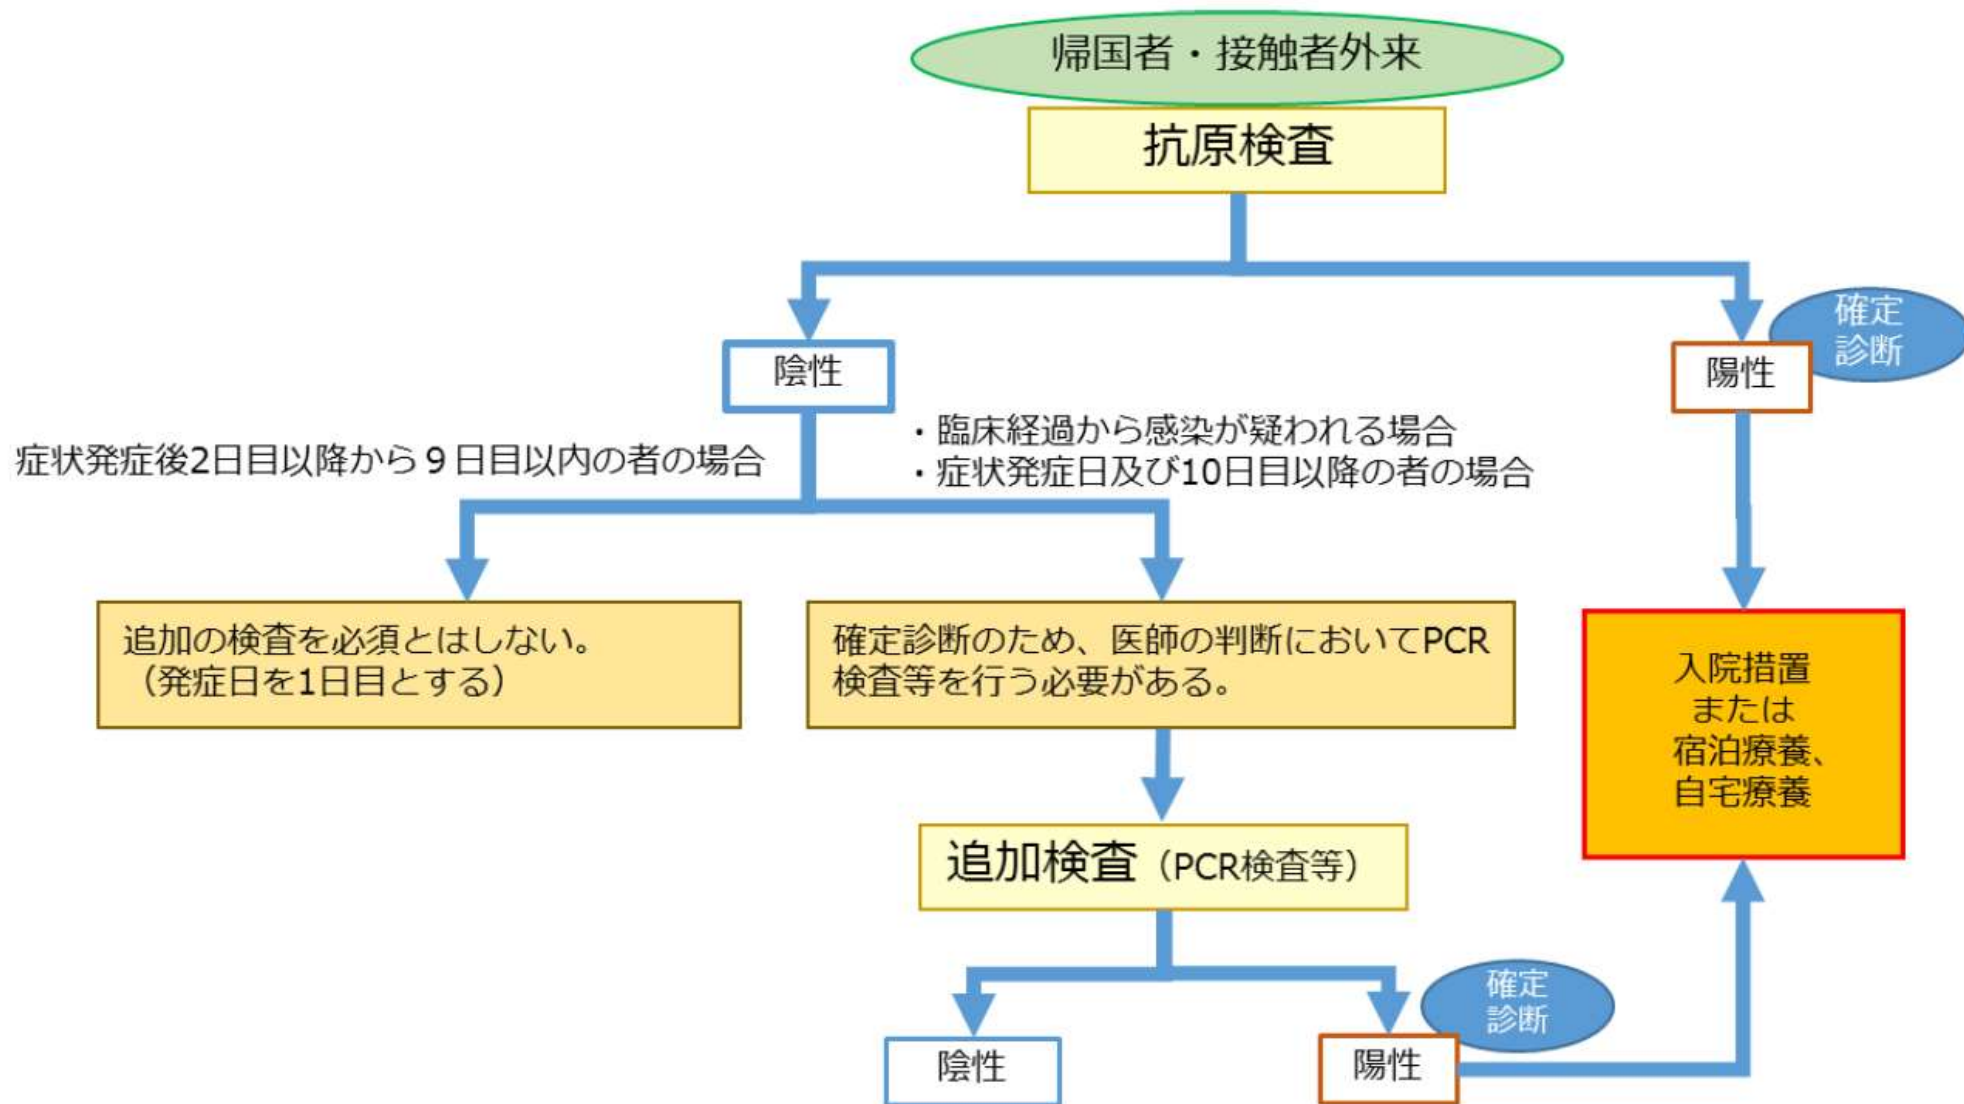 帰国者・接触者外来
抗原検査
確定
診断
陰性
陽性
症状発症後2日目以降から９日目以内の者の場合
・臨床経過から感染が疑われる場合
・症状発症日及び10日目以降の者の場合
追加の検査を必須とはしない。
（発症日を1日目とする）
確定診断のため、医師の判断においてPCR
検査等を行う必要がある。
入院措置
または
宿泊療養、
自宅療養
追加検査（PCR検査等）
確定
診断
陰性
陽性